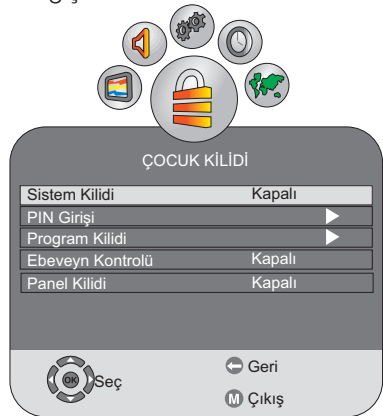 ÇOCUK KİLİDİ
Sistem Kilidi Kapalı
PIN Girişi
Program Kilidi
Ebeveyn Kontrolü Kapalı
Panel Kilidi Kapalı
OK Seç
Geri
M Çıkış